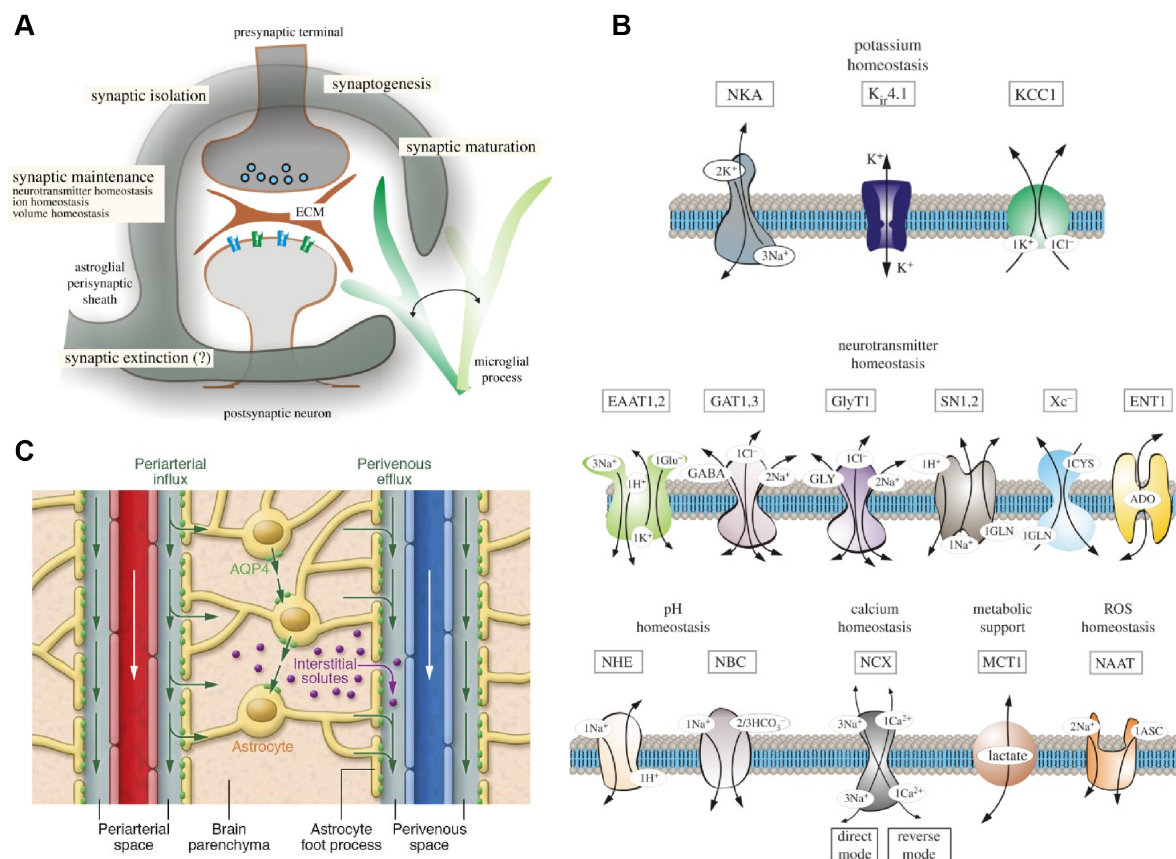 A
presynaptic terminal
synaptogenesis
synaptic isolation
synaptic maturation
synaptic maintenance
neurotransmitter homeostasis
ion homeostasis
volume homeostasis
ECM
astroglial
perisynaptic
sheath
synaptic extinction (?)
microglial
process
postsynaptic neuron
B
potassium
homeostasis
NKA
Kir4.1
KCC1
2K⁺
3Na⁺
K⁺
K⁺
1K⁺
1Cl⁻
neurotransmitter
homeostasis
EAAT1,2
GAT1,3
GlyT1
SN1,2
Xc⁻
ENT1
3Na⁺
1Glu⁻
1H⁺
1K⁺
GABA
1Cl⁻
2Na⁺
GLY
1Cl⁻
2Na⁺
1H⁺
1Na⁺
1GLN
1CYS
1GLN
ADO
pH
homeostasis
calcium
homeostasis
metabolic
support
ROS
homeostasis
NHE
NBC
NCX
MCT1
NAAT
1Na⁺
1H⁺
1Na⁺
2/3HCO₃⁻
3Na⁺
1Ca²⁺
3Na⁺
1Ca²⁺
direct
mode
reverse
mode
lactate
2Na⁺
1ASC
C
Periarterial
influx
Perivenous
efflux
AQP4
Interstitial
solutes
Astrocyte
Periarterial
space
Brain
parenchyma
Astrocyte
foot process
Perivenous
space